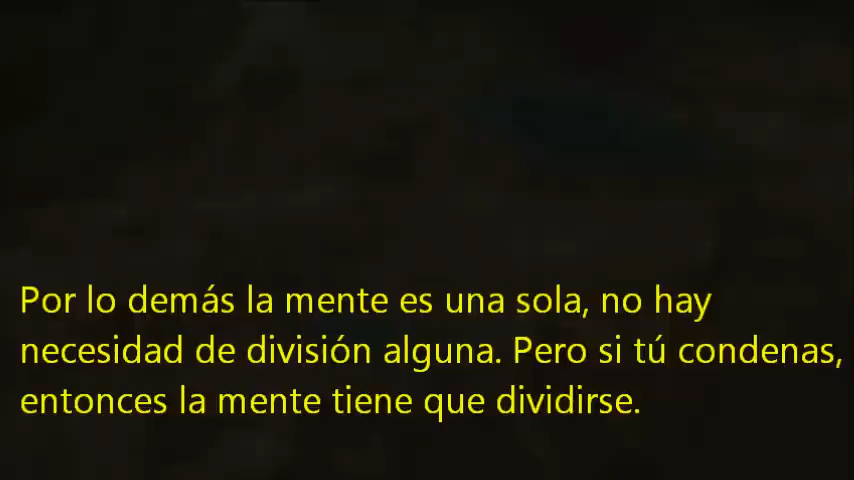 Por lo demás la mente es una sola, no hay
necesidad de división alguna. Pero si tú condenas,
entonces la mente tiene que dividirse.